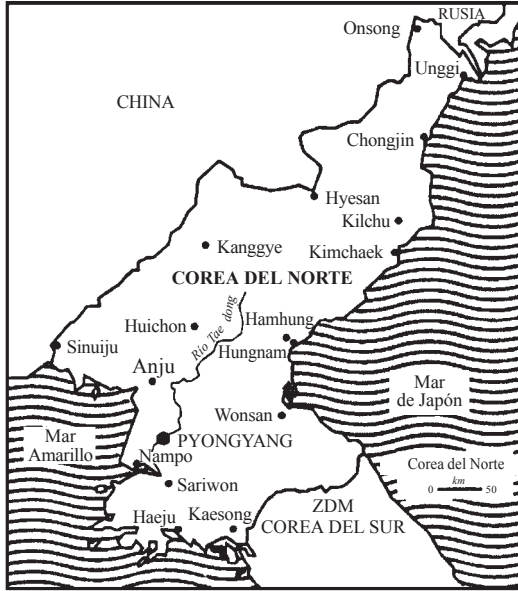 RUSIA
Onsong
Unggi
CHINA
Chongjin
Hyesan
Kilchu
Kanggye
Kimchaek
COREA DEL NORTE
Río Tae dong
Huichon
Hamhung
Sinuiju
Hungnam
Anju
Mar
de Japón
Wonsan
Mar
Amarillo
PYONGYANG
Nampo
Corea del Norte
km
0 50
Sariwon
ZDM
COREA DEL SUR
Haeju
Kaesong